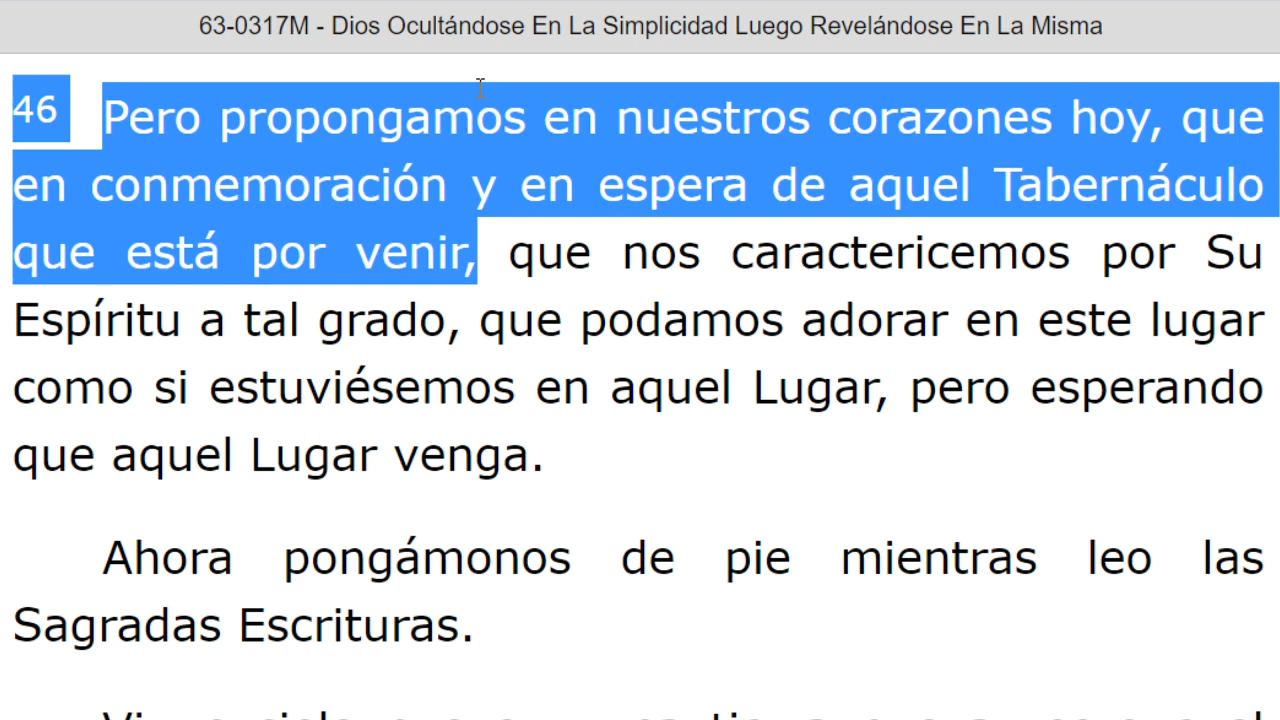 63-0317M - Dios Ocultándose En La Simplicidad Luego Revelándose En La Misma
46 Pero propongamos en nuestros corazones hoy, que
en conmemoración y en espera de aquel Tabernáculo
que está por venir, que nos caractericemos por Su
Espíritu a tal grado, que podamos adorar en este lugar
como si estuviésemos en aquel Lugar, pero esperando
que aquel Lugar venga.
Ahora pongámonos de pie mientras leo las
Sagradas Escrituras.